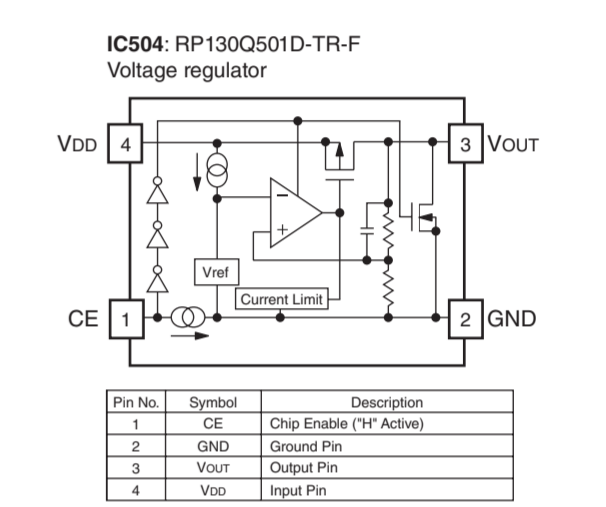 IC504: RP130Q501D-TR-F
Voltage regulator
VDD 4
3 VOUT
−
+
Vref
Current Limit
CE 1
2 GND
Pin No. Symbol Description
1 CE Chip Enable ("H" Active)
2 GND Ground Pin
3 VOUT Output Pin
4 VDD Input Pin